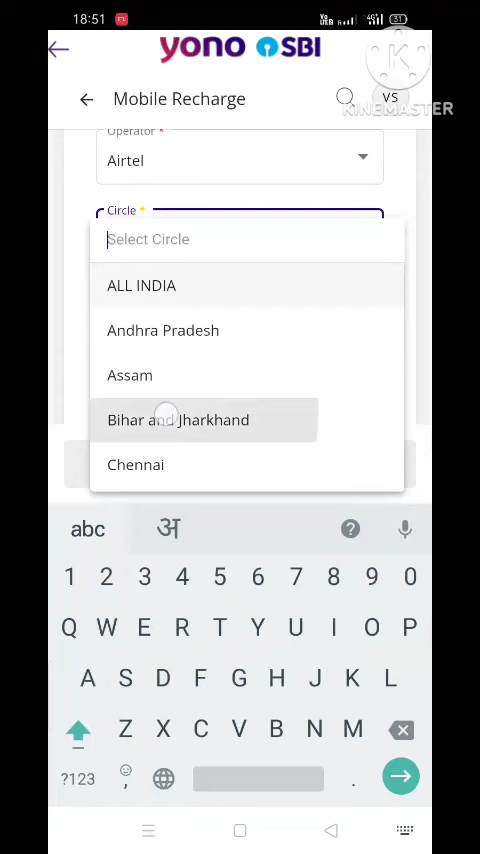 18:51 31
yono SBI
Mobile Recharge VS
KINEMASTER
Operator *
Airtel
Circle *
Select Circle
ALL INDIA
Andhra Pradesh
Assam
Bihar and Jharkhand
Chennai
abc अ ?
1 2 3 4 5 6 7 8 9 0
Q W E R T Y U I O P
A S D F G H J K L
Z X C V B N M
?123 , .